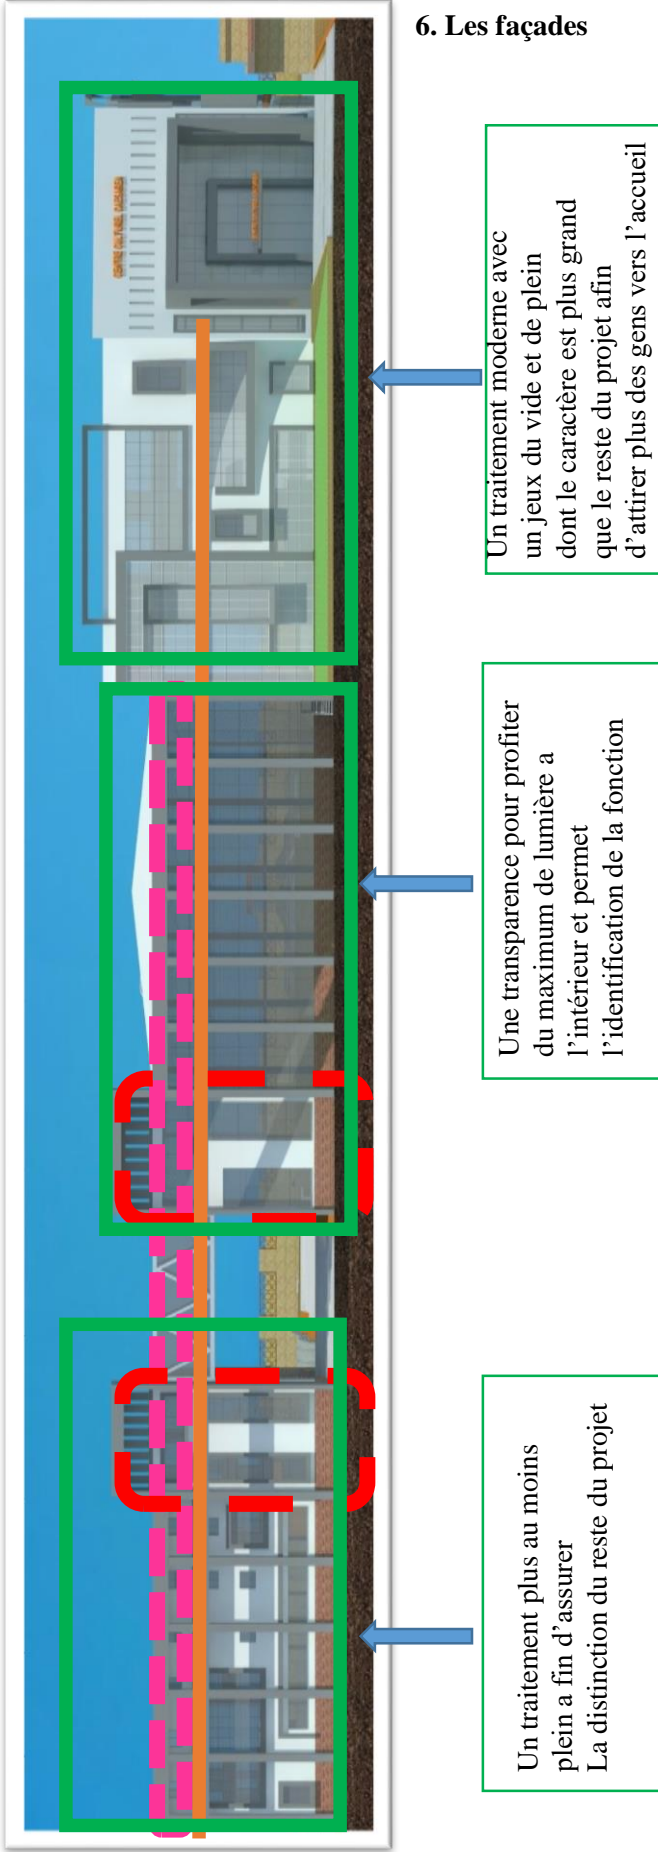 6. Les façades
CENTRE CULTUREL
Un traitement plus au moins
plein a fin d’assurer
La distinction du reste du projet
Une transparence pour profiter
du maximum de lumière a
l’intérieur et permet
l’identification de la fonction
Un traitement moderne avec
un jeux du vide et de plein
dont le caractère est plus grand
que le reste du projet afin
d’attirer plus des gens vers l’accueil